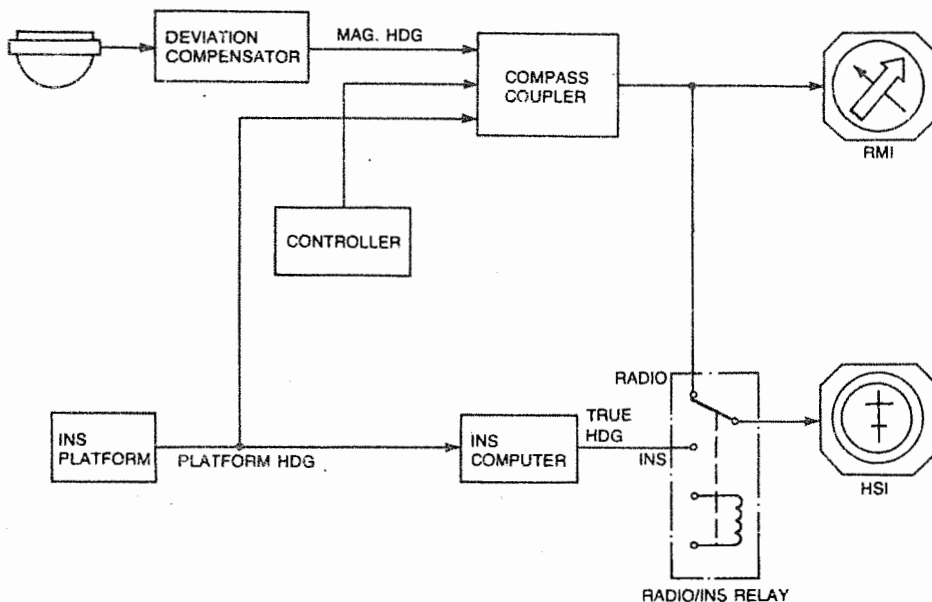 DEVIATION
COMPENSATOR
MAG. HDG
COMPASS
COUPLER
RMI
CONTROLLER
RADIO
INS
PLATFORM
PLATFORM HDG
INS
COMPUTER
TRUE
HDG
INS
HSI
RADIO/INS RELAY